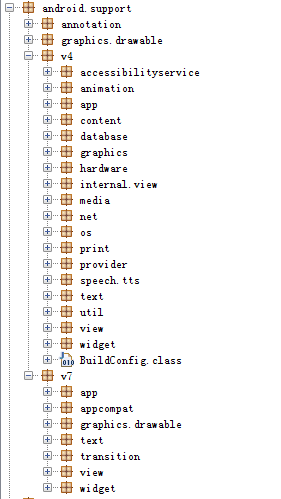 android.support
annotation
graphics.drawable
v4
accessibilityservice
animation
app
content
database
graphics
hardware
internal.view
media
net
os
print
provider
speech.tts
text
util
view
widget
BuildConfig.class
v7
app
appcompat
graphics.drawable
text
transition
view
widget